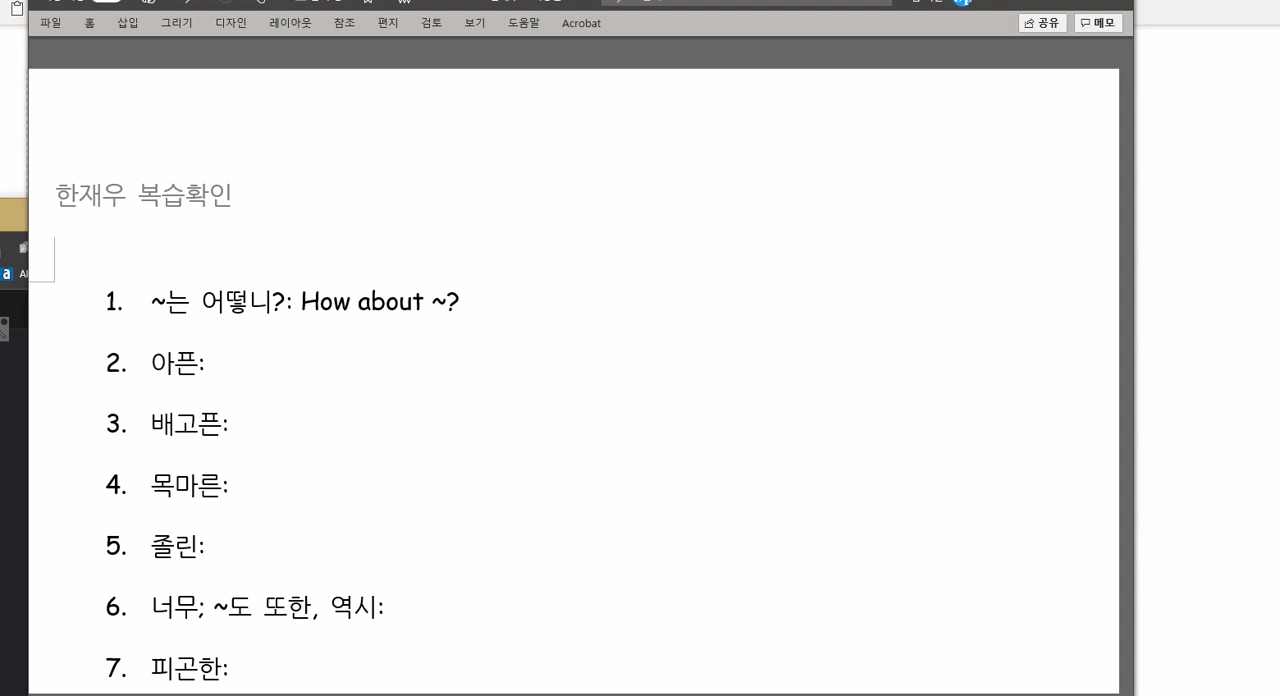 파일 홈 삽입 그리기 디자인 레이아웃 참조 편지 검토 보기 도움말 Acrobat 공유 메모
한재우 복습확인
1. ~는 어떻니?: How about ~?
2. 아픈:
3. 배고픈:
4. 목마른:
5. 졸린:
6. 너무; ~도 또한, 역시:
7. 피곤한: